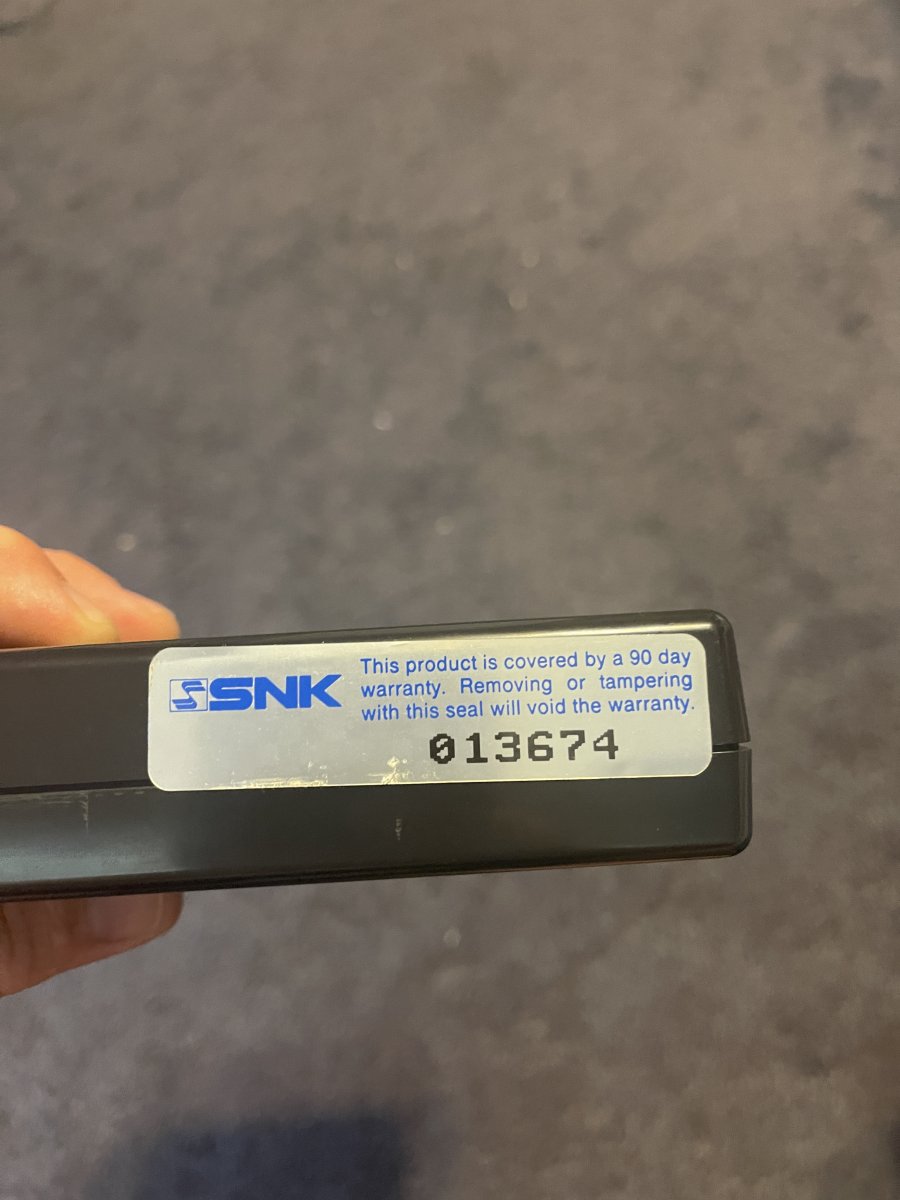 SNK
This product is covered by a 90 day
warranty. Removing or tampering
with this seal will void the warranty.
013674